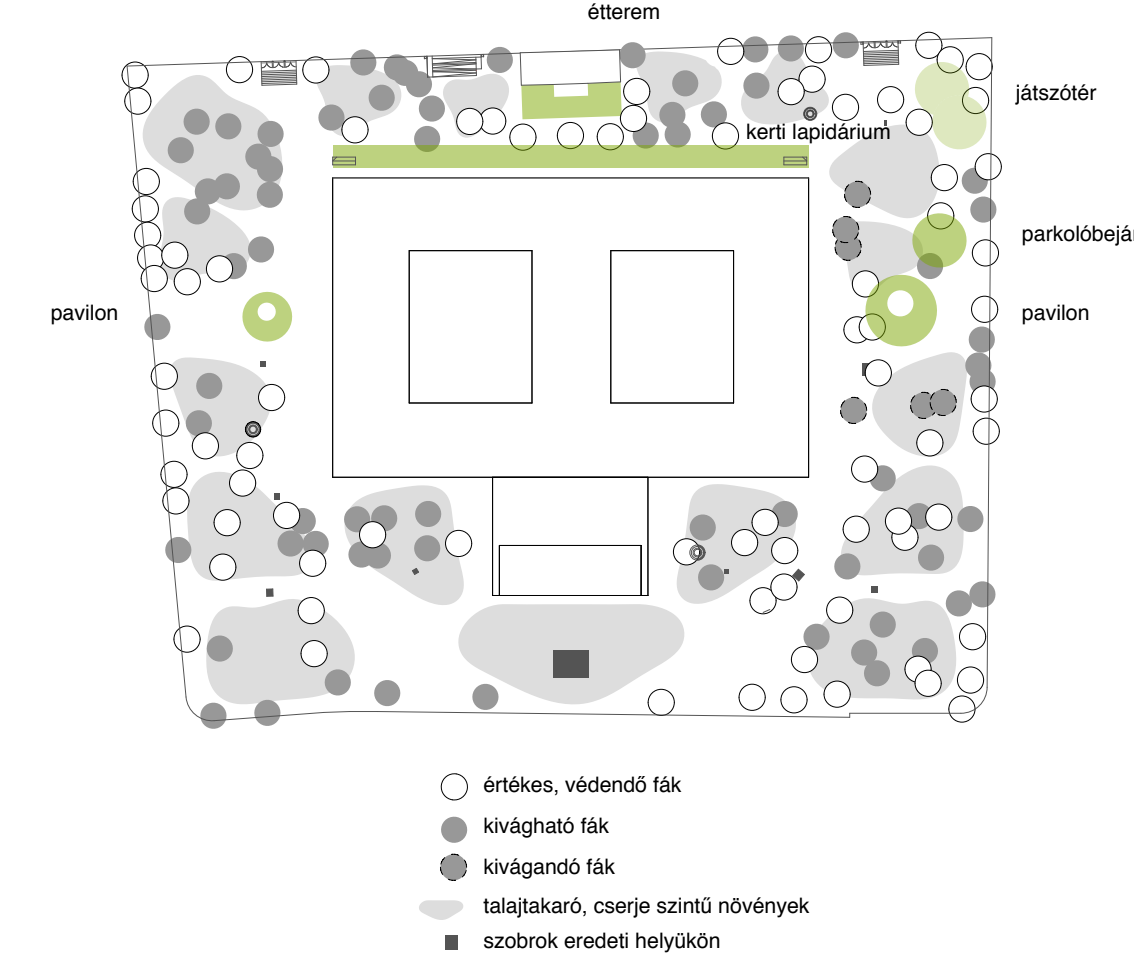 étterem
játszótér
kerti lapidárium
parkolóbejár
pavilon
pavilon
értékes, védendő fák
kivágható fák
kivágandó fák
talajtakaró, cserje szintű növények
szobrok eredeti helyükön